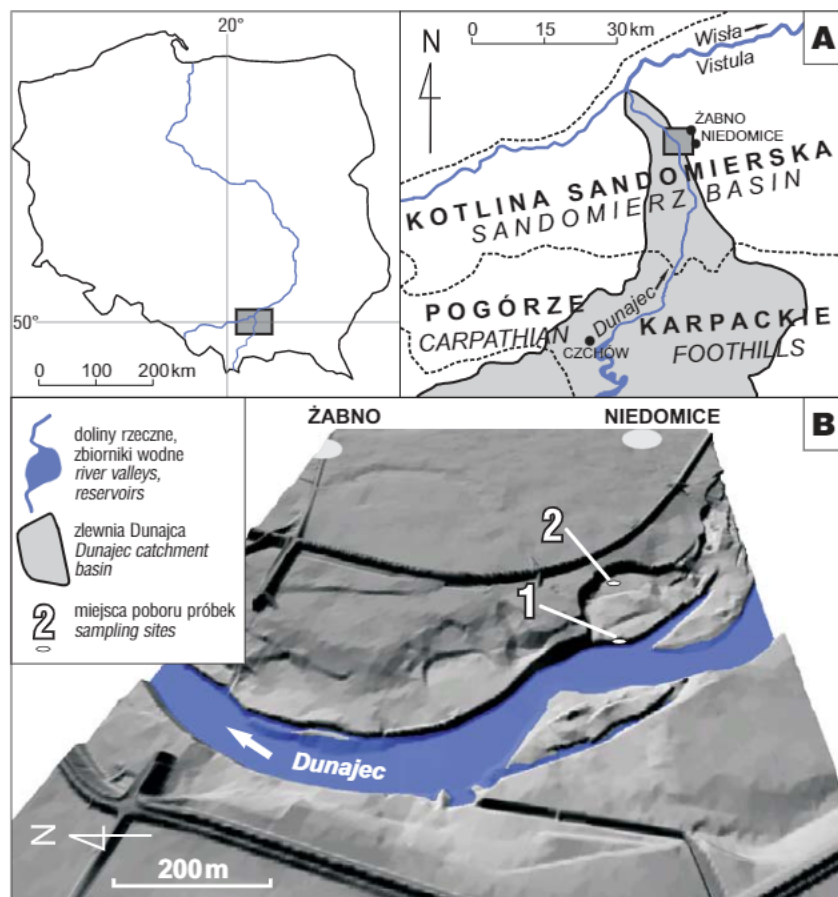 20°
50°
0 100 200 km
A
N
0 15 30 km
Wisła
Vistula
ŻABNO
NIEDOMICE
KOTLINA SANDOMIERSKA
SANDOMIERZ BASIN
Dunajec
POGÓRZE KARPACKIE
CARPATHIAN FOOTHILLS
CZCHÓW
B
ŻABNO NIEDOMICE
doliny rzeczne,
zbiorniki wodne
river valleys,
reservoirs
zlewnia Dunajca
Dunajec catchment
basin
2 miejsca poboru próbek
sampling sites
2
1
Dunajec
N
200 m